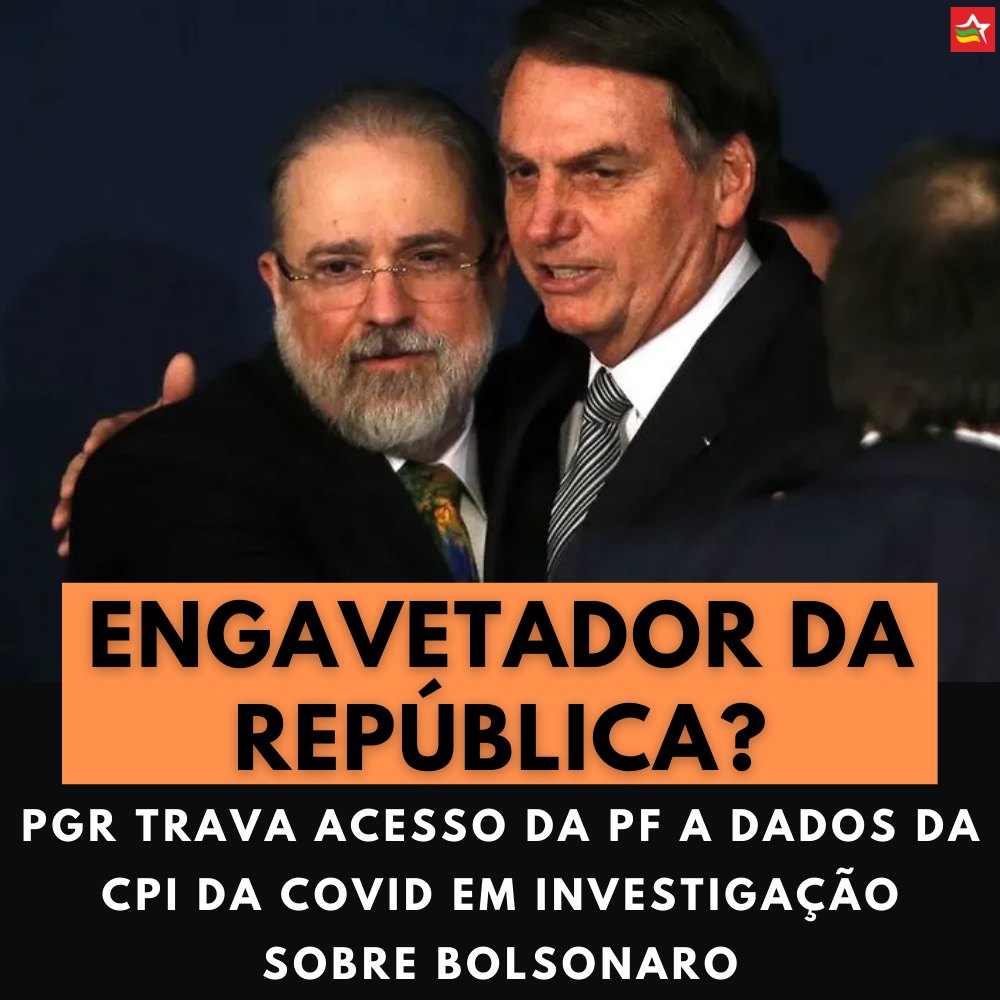 ENGAVETADOR DA
REPÚBLICA?
PGR TRAVA ACESSO DA PF A DADOS DA
CPI DA COVID EM INVESTIGAÇÃO
SOBRE BOLSONARO